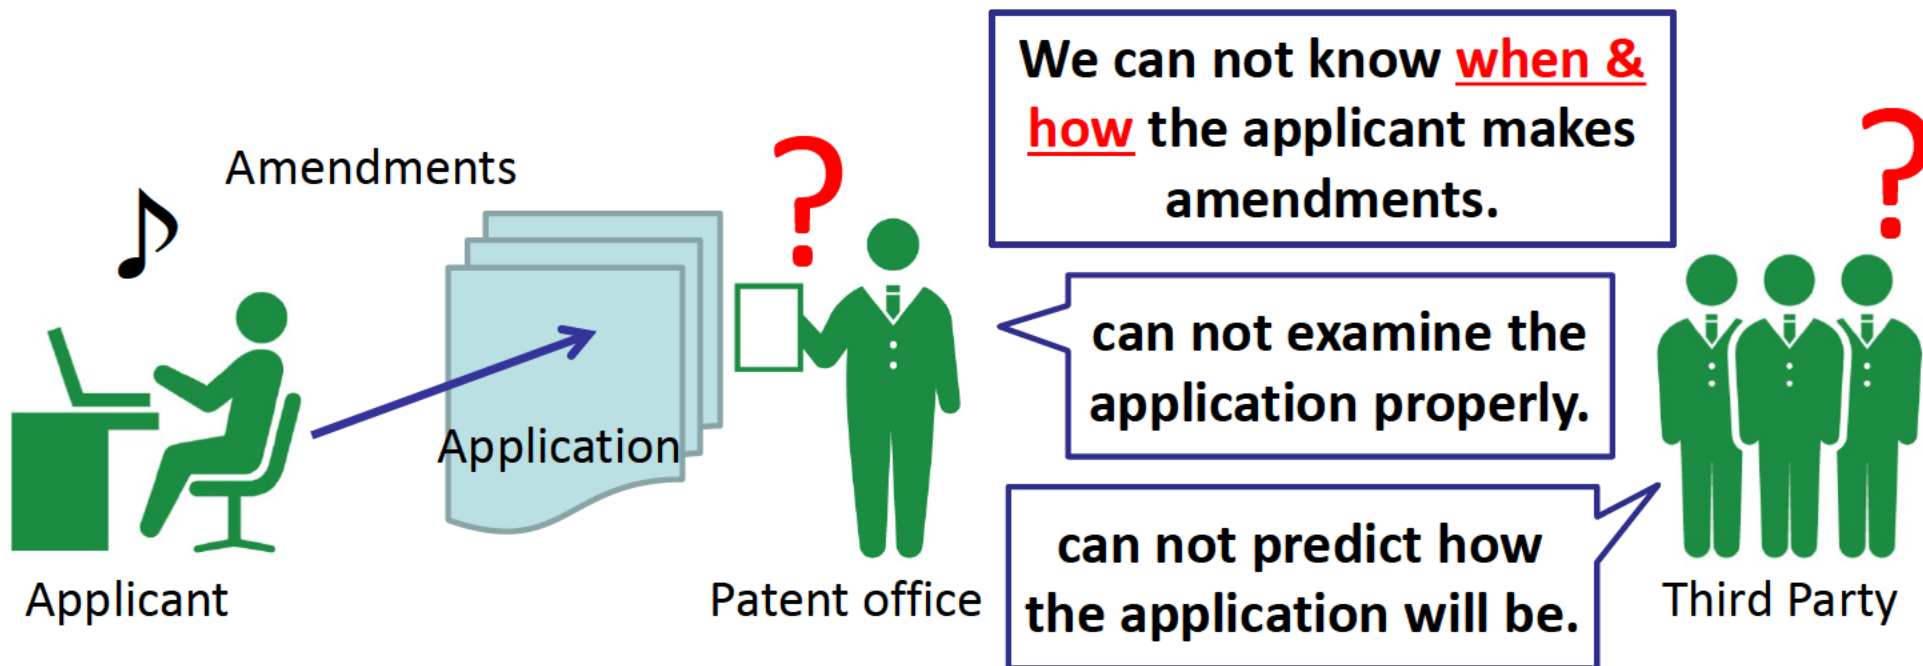 We can not know when &
how the applicant makes
amendments.
Amendments
?
?
can not examine the
application properly.
Application
can not predict how
the application will be.
Applicant
Patent office
Third Party